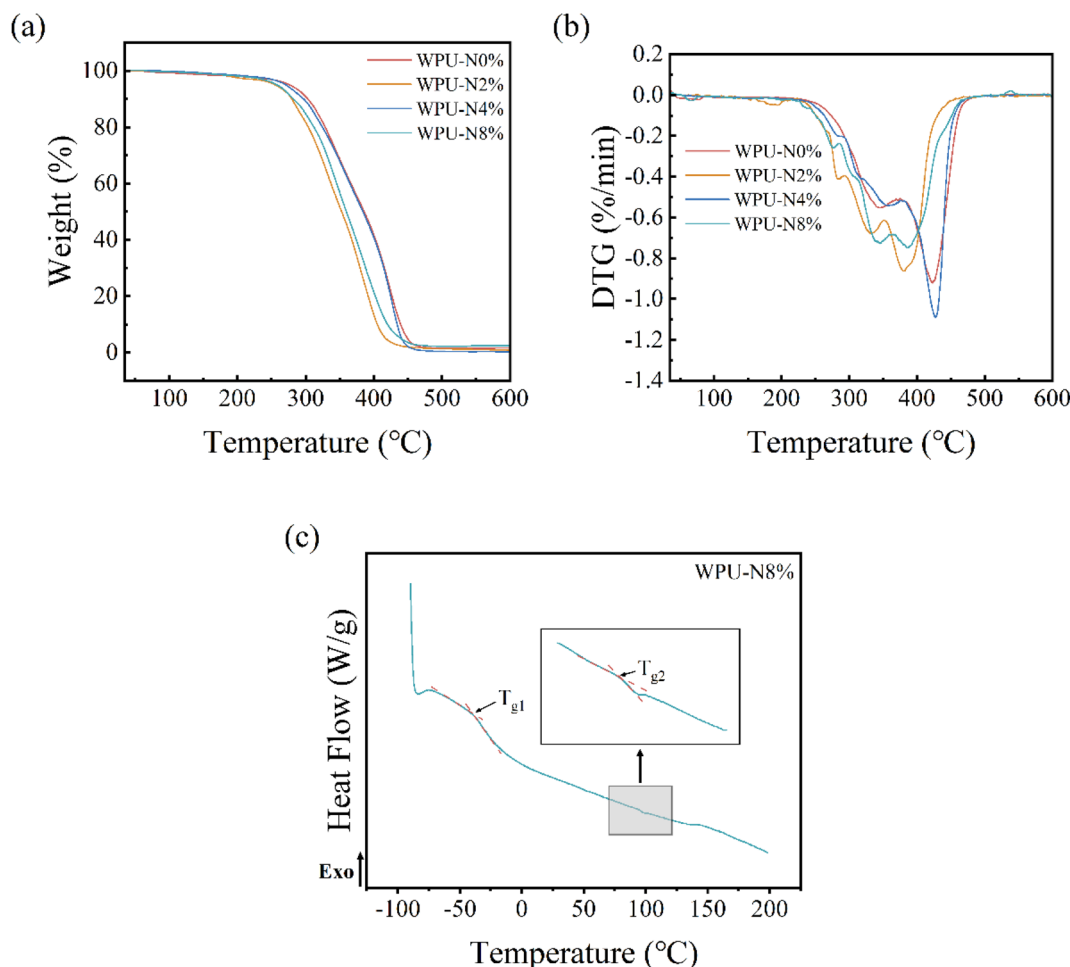 (a)
100
80
60
40
20
0
Weight (%)
WPU-N0%
WPU-N2%
WPU-N4%
WPU-N8%
100 200 300 400 500 600
Temperature (℃)
(b)
0.2
0.0
-0.2
-0.4
-0.6
-0.8
-1.0
-1.2
-1.4
DTG (%/min)
WPU-N0%
WPU-N2%
WPU-N4%
WPU-N8%
100 200 300 400 500 600
Temperature (℃)
(c)
WPU-N8%
Heat Flow (W/g)
Tg1
Tg2
Exo
-100 -50 0 50 100 150 200
Temperature (℃)